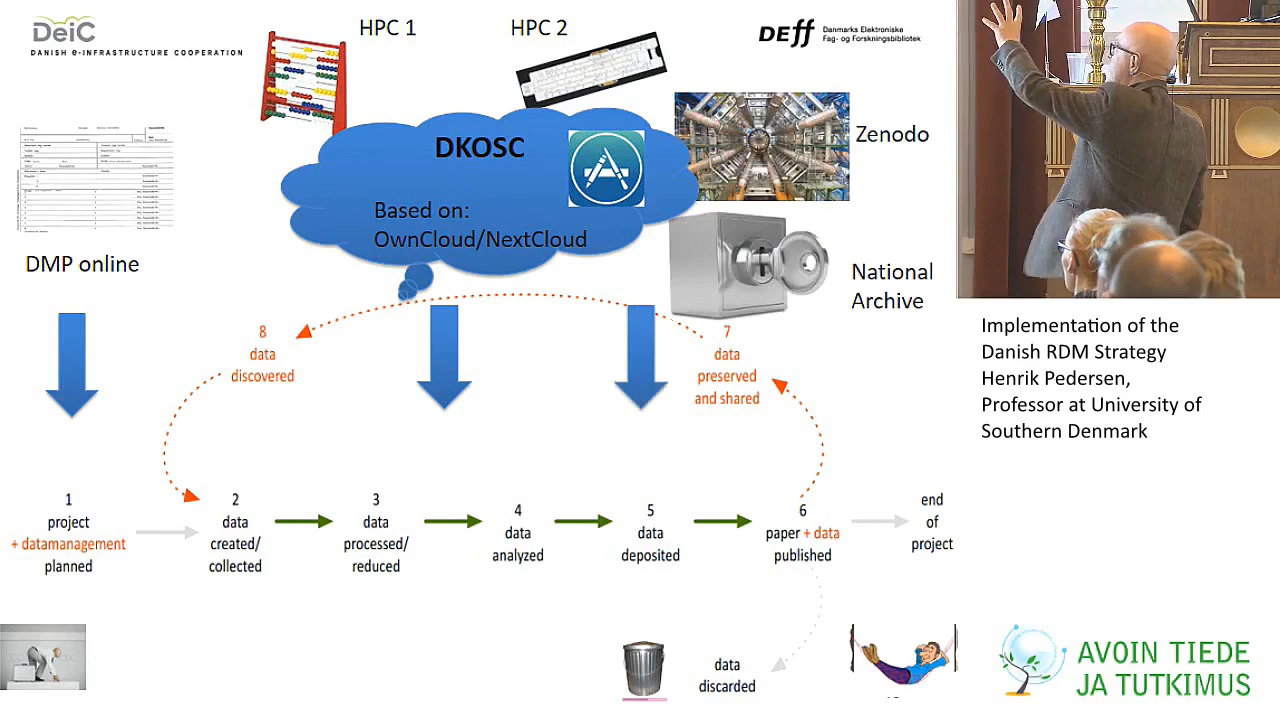 DeiC
DANISH e-INFRASTRUCTURE COOPERATION
HPC 1
HPC 2
DEff
Danmarks Elektroniske
Fag- og Forskningsbibliotek
DKOSC
Based on:
OwnCloud/NextCloud
Zenodo
National
Archive
DMP online
8
data
discovered
7
data
preserved
and shared
1
project
+ datamanagement
planned
2
data
created/
collected
3
data
processed/
reduced
4
data
analyzed
5
data
deposited
6
paper + data
published
end
of
project
data
discarded
Implementation of the
Danish RDM Strategy
Henrik Pedersen,
Professor at University of
Southern Denmark
AVOIN TIEDE
JA TUTKIMUS